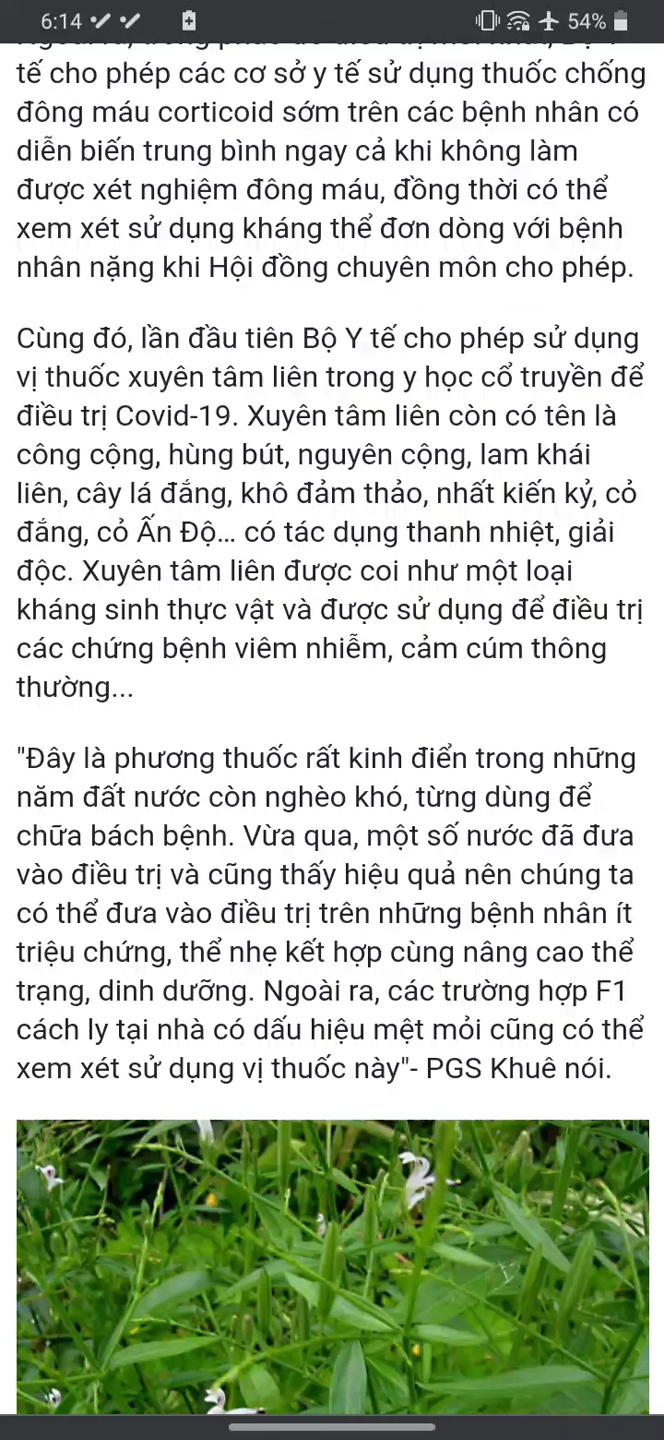 6:14
54%
tế cho phép các cơ sở y tế sử dụng thuốc chống
đông máu corticoid sớm trên các bệnh nhân có
diễn biến trung bình ngay cả khi không làm
được xét nghiệm đông máu, đồng thời có thể
xem xét sử dụng kháng thể đơn dòng với bệnh
nhân nặng khi Hội đồng chuyên môn cho phép.
Cùng đó, lần đầu tiên Bộ Y tế cho phép sử dụng
vị thuốc xuyên tâm liên trong y học cổ truyền để
điều trị Covid-19. Xuyên tâm liên còn có tên là
công cộng, hùng bút, nguyên cộng, lam khái
liên, cây lá đắng, khô đảm thảo, nhất kiến kỷ, cỏ
đắng, cỏ Ấn Độ... có tác dụng thanh nhiệt, giải
độc. Xuyên tâm liên được coi như một loại
kháng sinh thực vật và được sử dụng để điều trị
các chứng bệnh viêm nhiễm, cảm cúm thông
thường...
"Đây là phương thuốc rất kinh điển trong những
năm đất nước còn nghèo khó, từng dùng để
chữa bách bệnh. Vừa qua, một số nước đã đưa
vào điều trị và cũng thấy hiệu quả nên chúng ta
có thể đưa vào điều trị trên những bệnh nhân ít
triệu chứng, thể nhẹ kết hợp cùng nâng cao thể
trạng, dinh dưỡng. Ngoài ra, các trường hợp F1
cách ly tại nhà có dấu hiệu mệt mỏi cũng có thể
xem xét sử dụng vị thuốc này"- PGS Khuê nói.